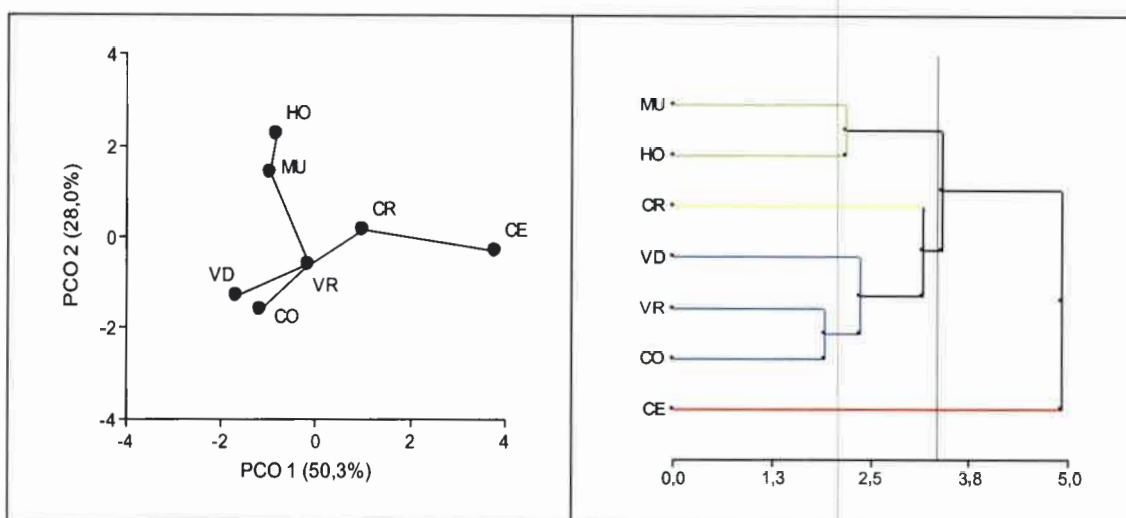 4
2
0
-2
-4
PCO 2 (28,0%)
HO
MU
CR
CE
VD
VR
CO
-4 -2 0 2 4
PCO 1 (50,3%)
MU
HO
CR
VD
VR
CO
CE
0,0 1,3 2,5 3,8 5,0